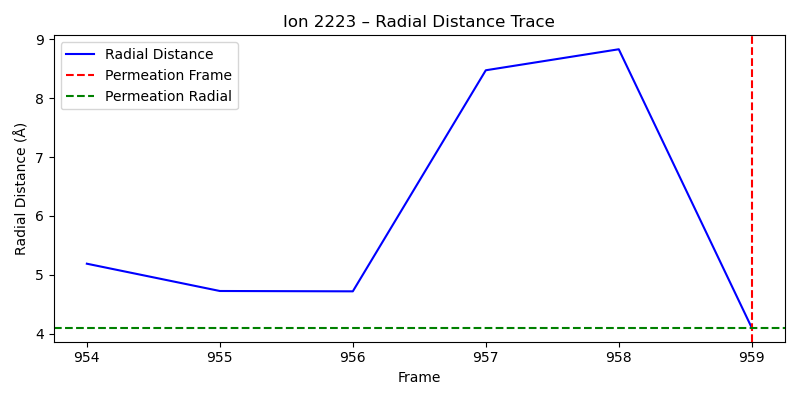 Ion 2223 – Radial Distance Trace
Radial Distance
Permeation Frame
Permeation Radial
Radial Distance (Å)
9
8
7
6
5
4
954 955 956 957 958 959
Frame